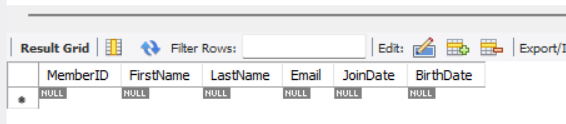 Result Grid Filter Rows: Edit: Export/I
MemberID FirstName LastName Email JoinDate BirthDate
NULL NULL NULL NULL NULL NULL